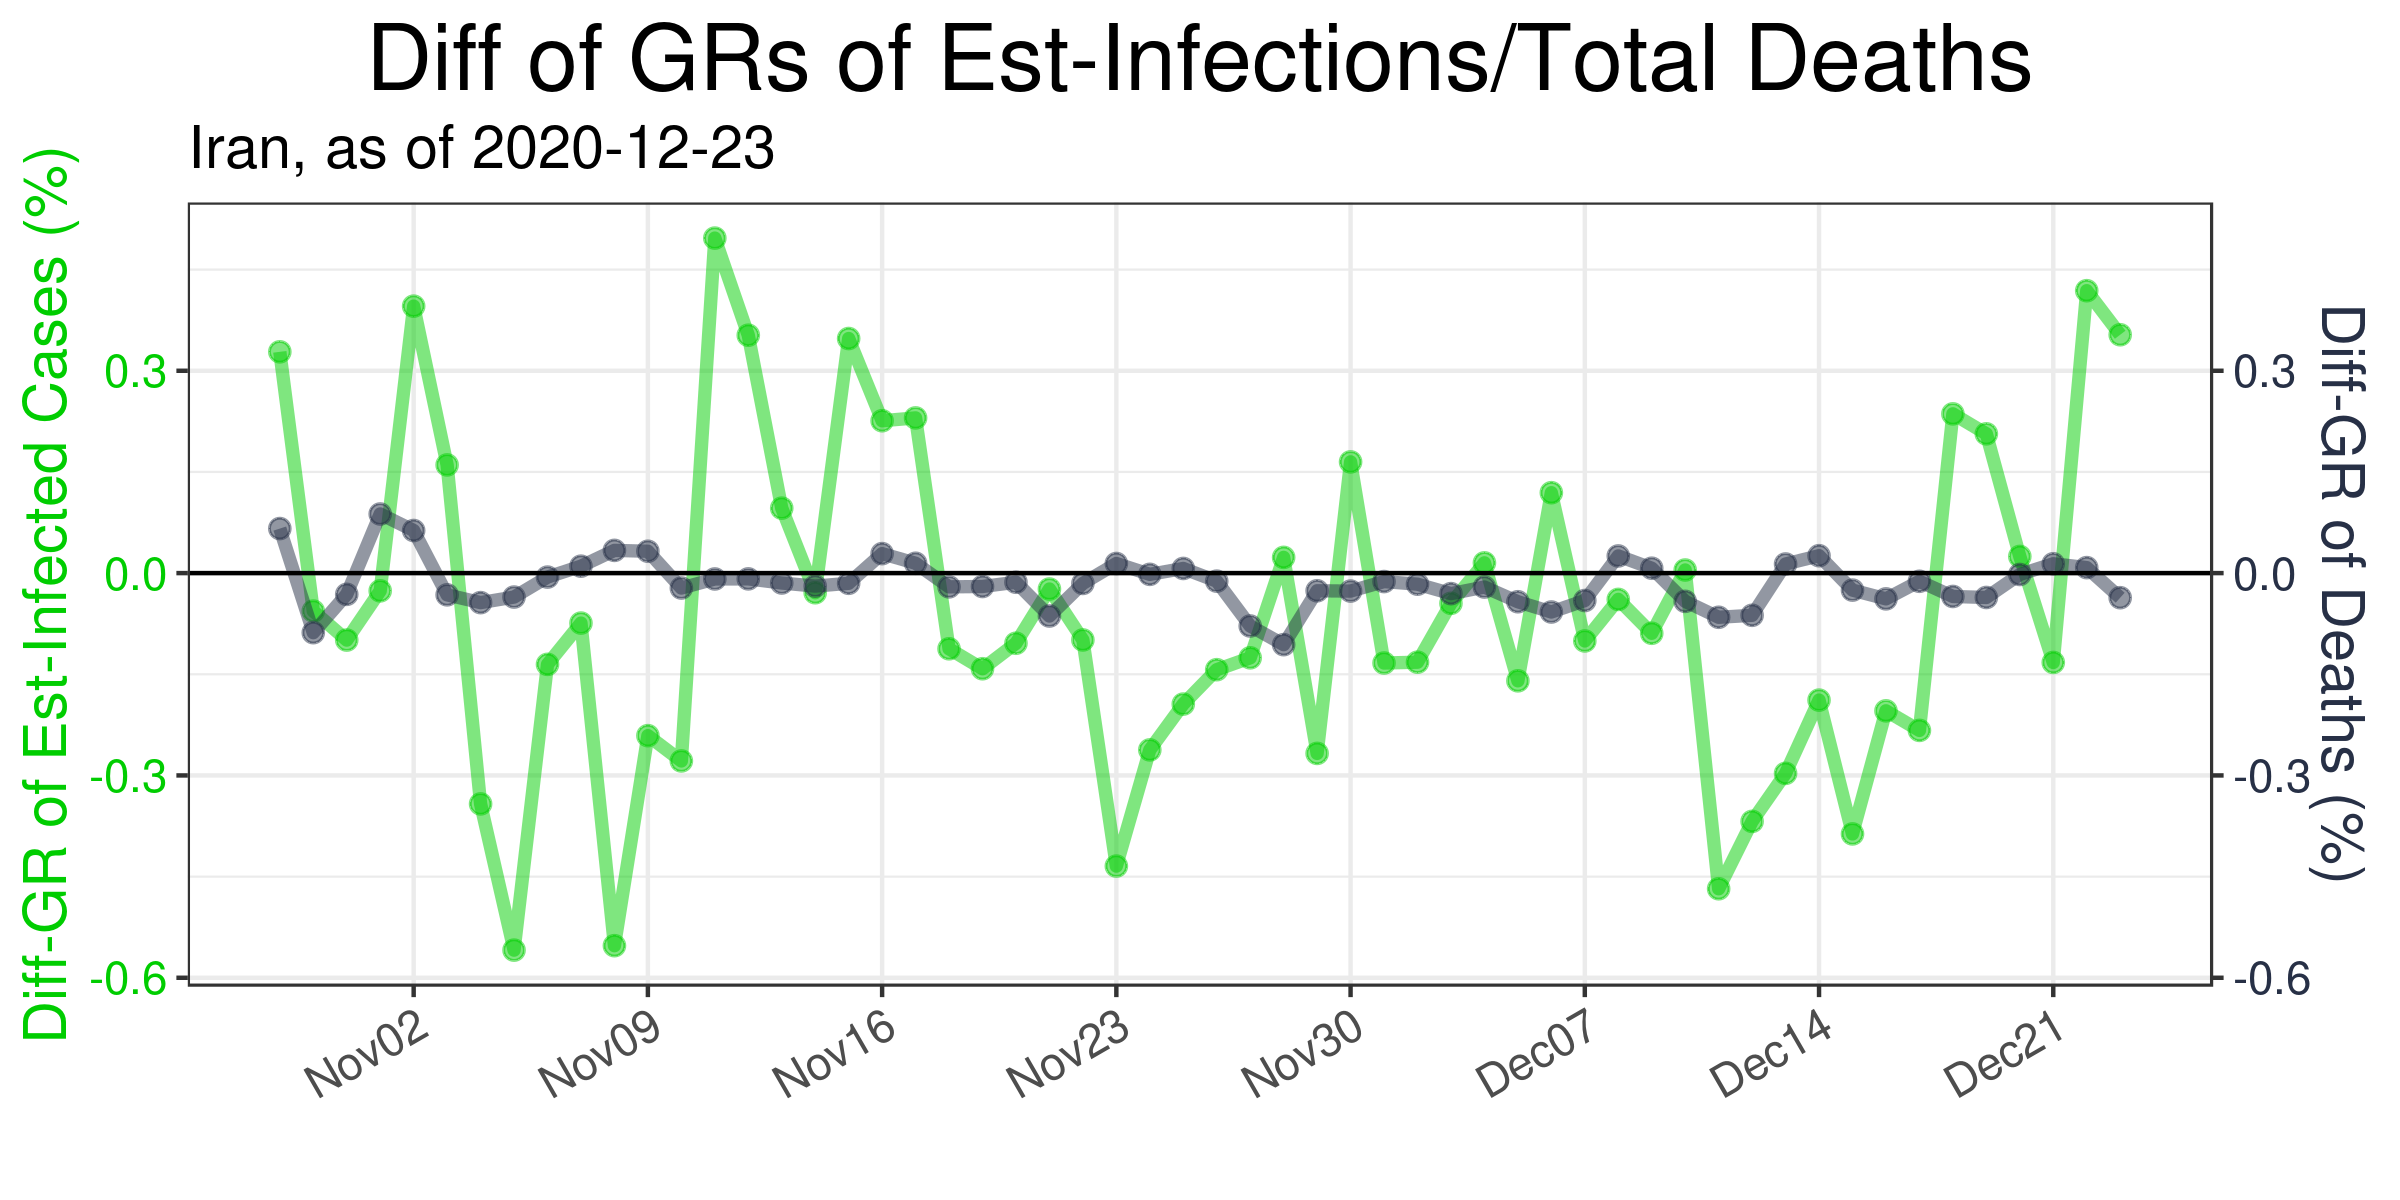 Diff of GRs of Est-Infections/Total Deaths
Iran, as of 2020-12-23
Diff-GR of Est-Infected Cases (%)
0.3
0.0
-0.3
-0.6
0.3
0.0
-0.3
-0.6
Diff-GR of Deaths (%)
Nov02
Nov09
Nov16
Nov23
Nov30
Dec07
Dec14
Dec21